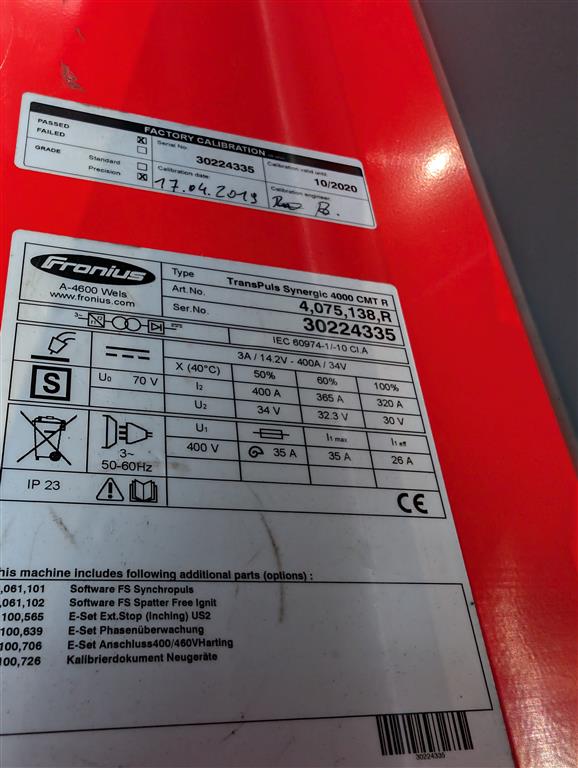 FACTORY CALIBRATION
PASSED ☒
FAILED ☐
GRADE
Standard ☐
Precision ☒
Serial No.
30224335
Calibration valid until:
10/2020
Calibration date:
17.04.2019
Calibration engineer:
Fronius
A-4600 Wels
www.fronius.com
Type TransPuls Synergic 4000 CMT R
Art.No. 4,075,138,R
Ser.No. 30224335
3~
IEC 60974-1/-10 Cl.A
3A / 14.2V - 400A / 34V
S
U0 70 V
X (40°C) 50% 60% 100%
I2 400 A 365 A 320 A
U2 34 V 32.3 V 30 V
3~
50-60Hz
U1 I1 max I1 eff
400 V 35 A 35 A 26 A
IP 23
CE
his machine includes following additional parts (options) :
,061,101 Software FS Synchropuls
,061,102 Software FS Spatter Free Ignit
100,565 E-Set Ext.Stop (Inching) US2
100,639 E-Set Phasenüberwachung
100,706 E-Set Anschluss400/460VHarting
100,726 Kalibrierdokument Neugeräte
30224335